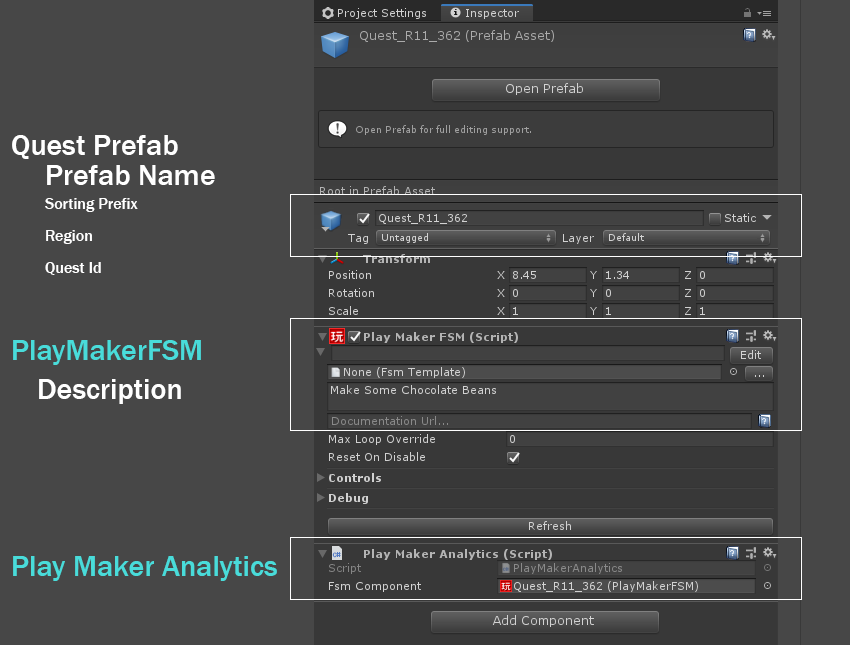 Project Settings
Inspector
Quest_R11_362 (Prefab Asset)
Open Prefab
Open Prefab for full editing support.
Quest Prefab
Prefab Name
Sorting Prefix
Region
Quest Id
Root in Prefab Asset
Quest_R11_362
Static
Tag Untagged Layer Default
Transform
Position X 8.45 Y 1.34 Z 0
Rotation X 0 Y 0 Z 0
Scale X 1 Y 1 Z 1
PlayMakerFSM
Description
玩 Play Maker FSM (Script)
Edit
None (Fsm Template)
...
Make Some Chocolate Beans
Documentation Url...
Max Loop Override 0
Reset On Disable
Controls
Debug
Refresh
Play Maker Analytics
c# Play Maker Analytics (Script)
Script PlayMakerAnalytics
Fsm Component 玩 Quest_R11_362 (PlayMakerFSM)
Add Component